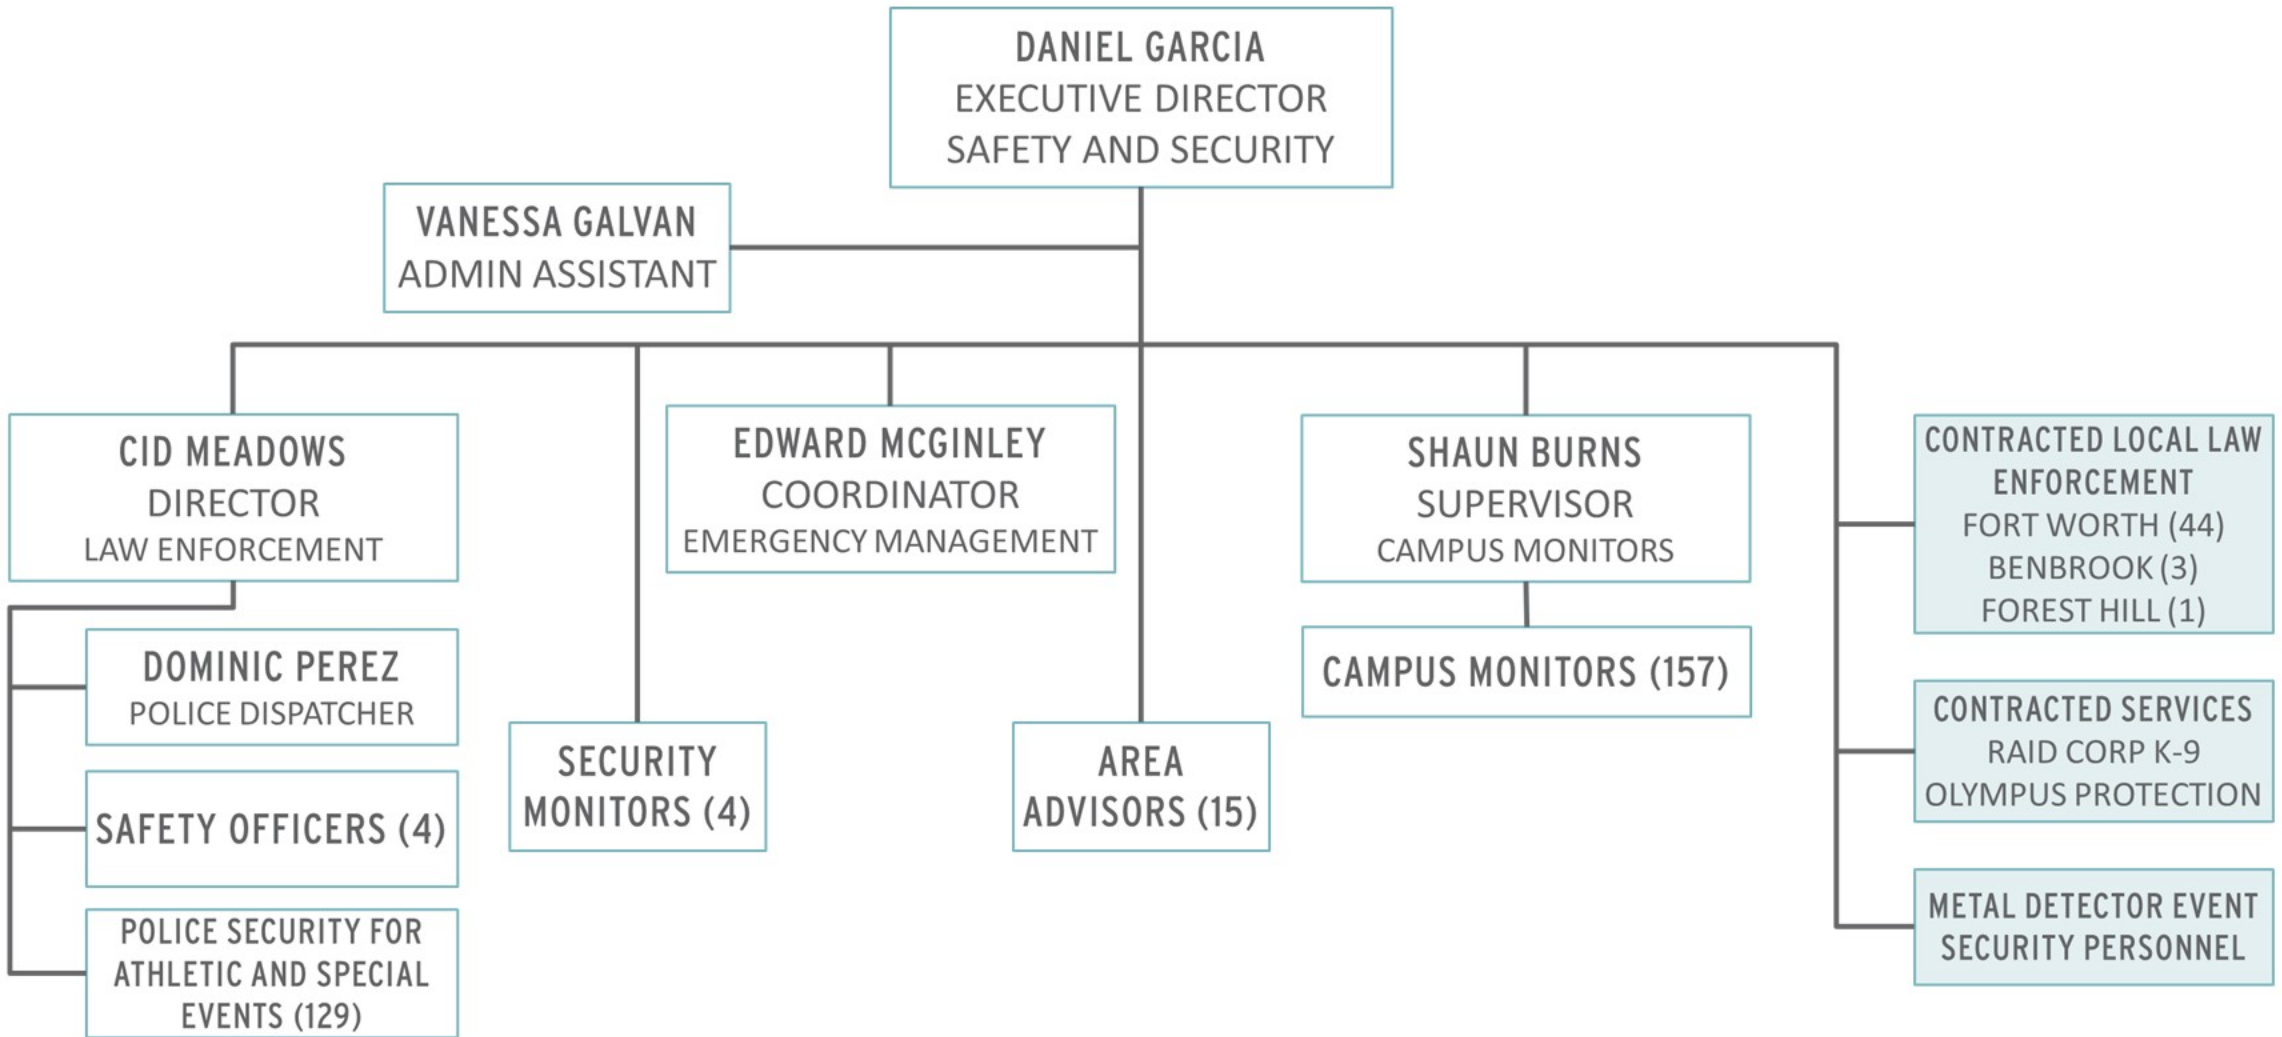 DANIEL GARCIA
EXECUTIVE DIRECTOR
SAFETY AND SECURITY
VANESSA GALVAN
ADMIN ASSISTANT
CID MEADOWS
DIRECTOR
LAW ENFORCEMENT
DOMINIC PEREZ
POLICE DISPATCHER
SAFETY OFFICERS (4)
POLICE SECURITY FOR
ATHLETIC AND SPECIAL
EVENTS (129)
SECURITY
MONITORS (4)
EDWARD MCGINLEY
COORDINATOR
EMERGENCY MANAGEMENT
AREA
ADVISORS (15)
SHAUN BURNS
SUPERVISOR
CAMPUS MONITORS
CAMPUS MONITORS (157)
CONTRACTED LOCAL LAW
ENFORCEMENT
FORT WORTH (44)
BENBROOK (3)
FOREST HILL (1)
CONTRACTED SERVICES
RAID CORP K-9
OLYMPUS PROTECTION
METAL DETECTOR EVENT
SECURITY PERSONNEL